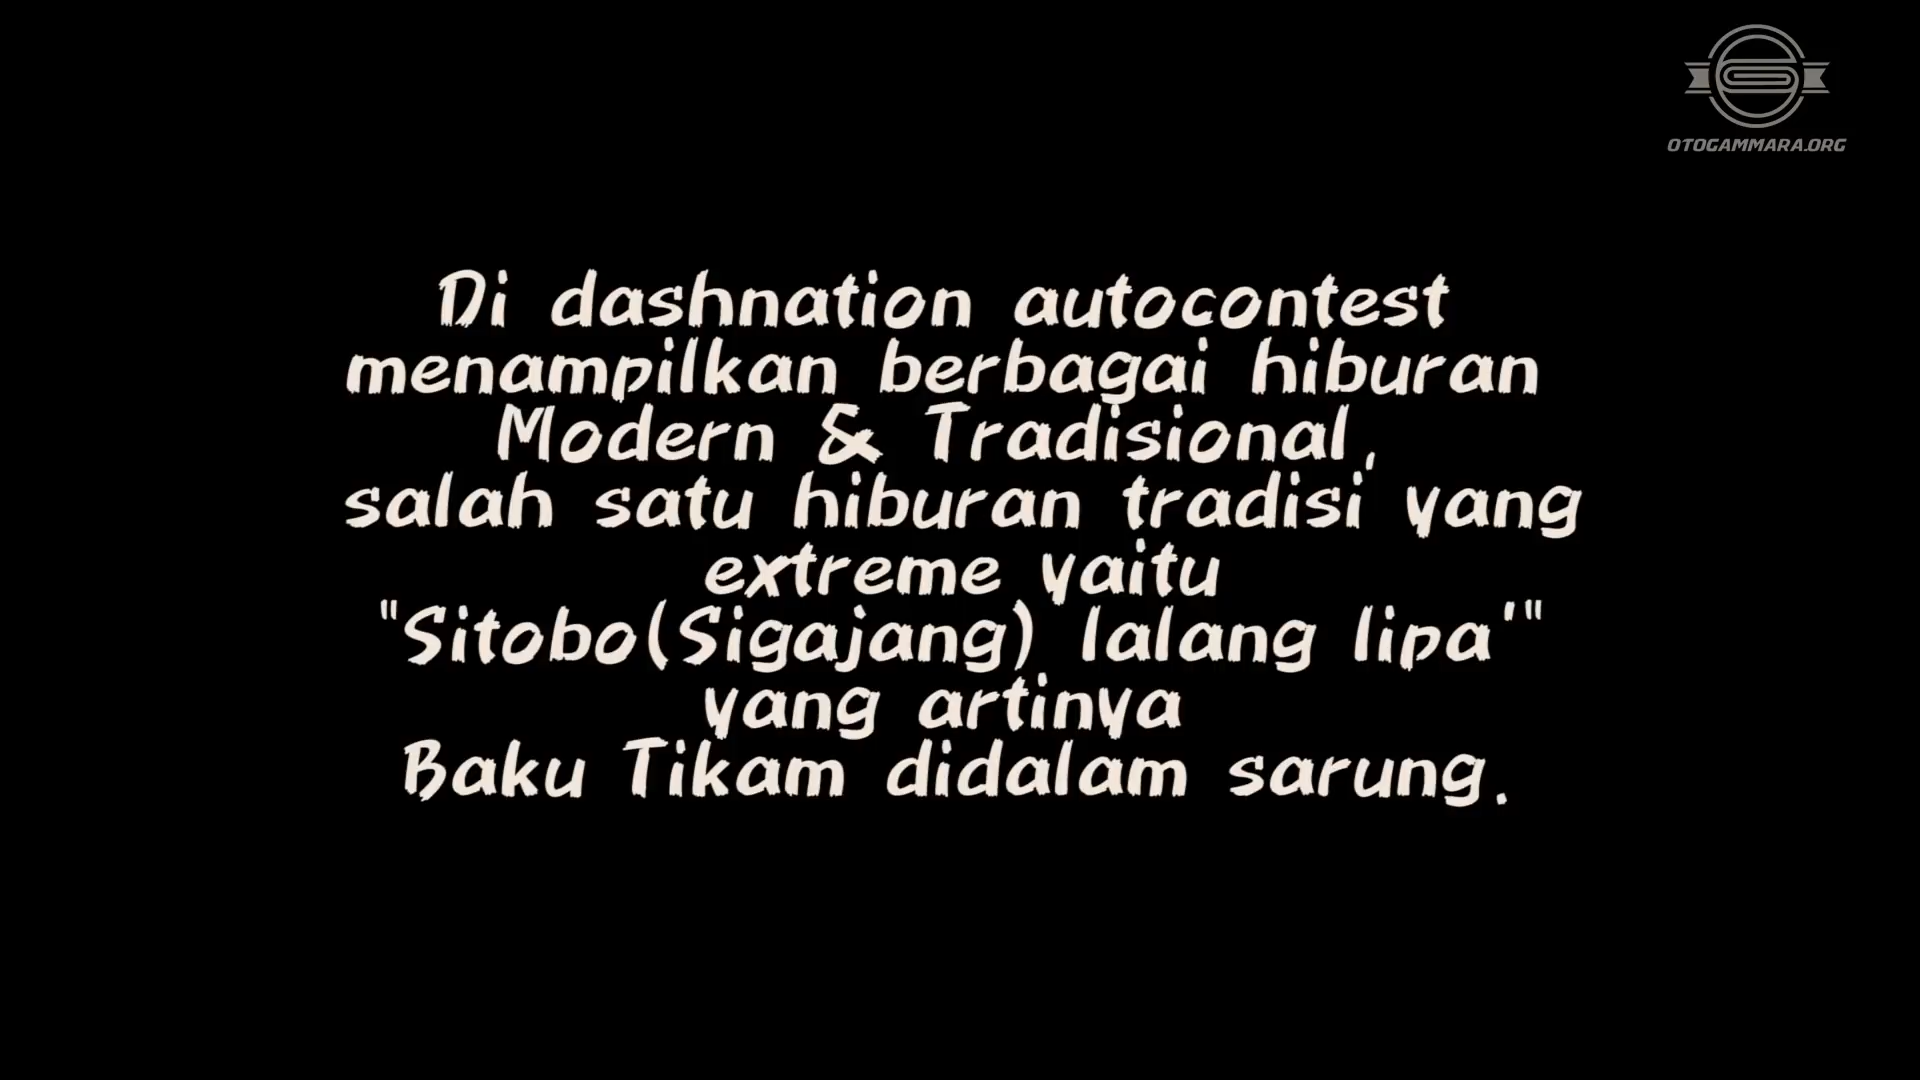 OTOGAMMARA.ORG
Di dashnation autocontest
menampilkan berbagai hiburan
Modern & Tradisional,
salah satu hiburan tradisi yang
extreme yaitu
"Sitobo(Sigajang) lalang lipa'"
yang artinya
Baku Tikam didalam sarung.